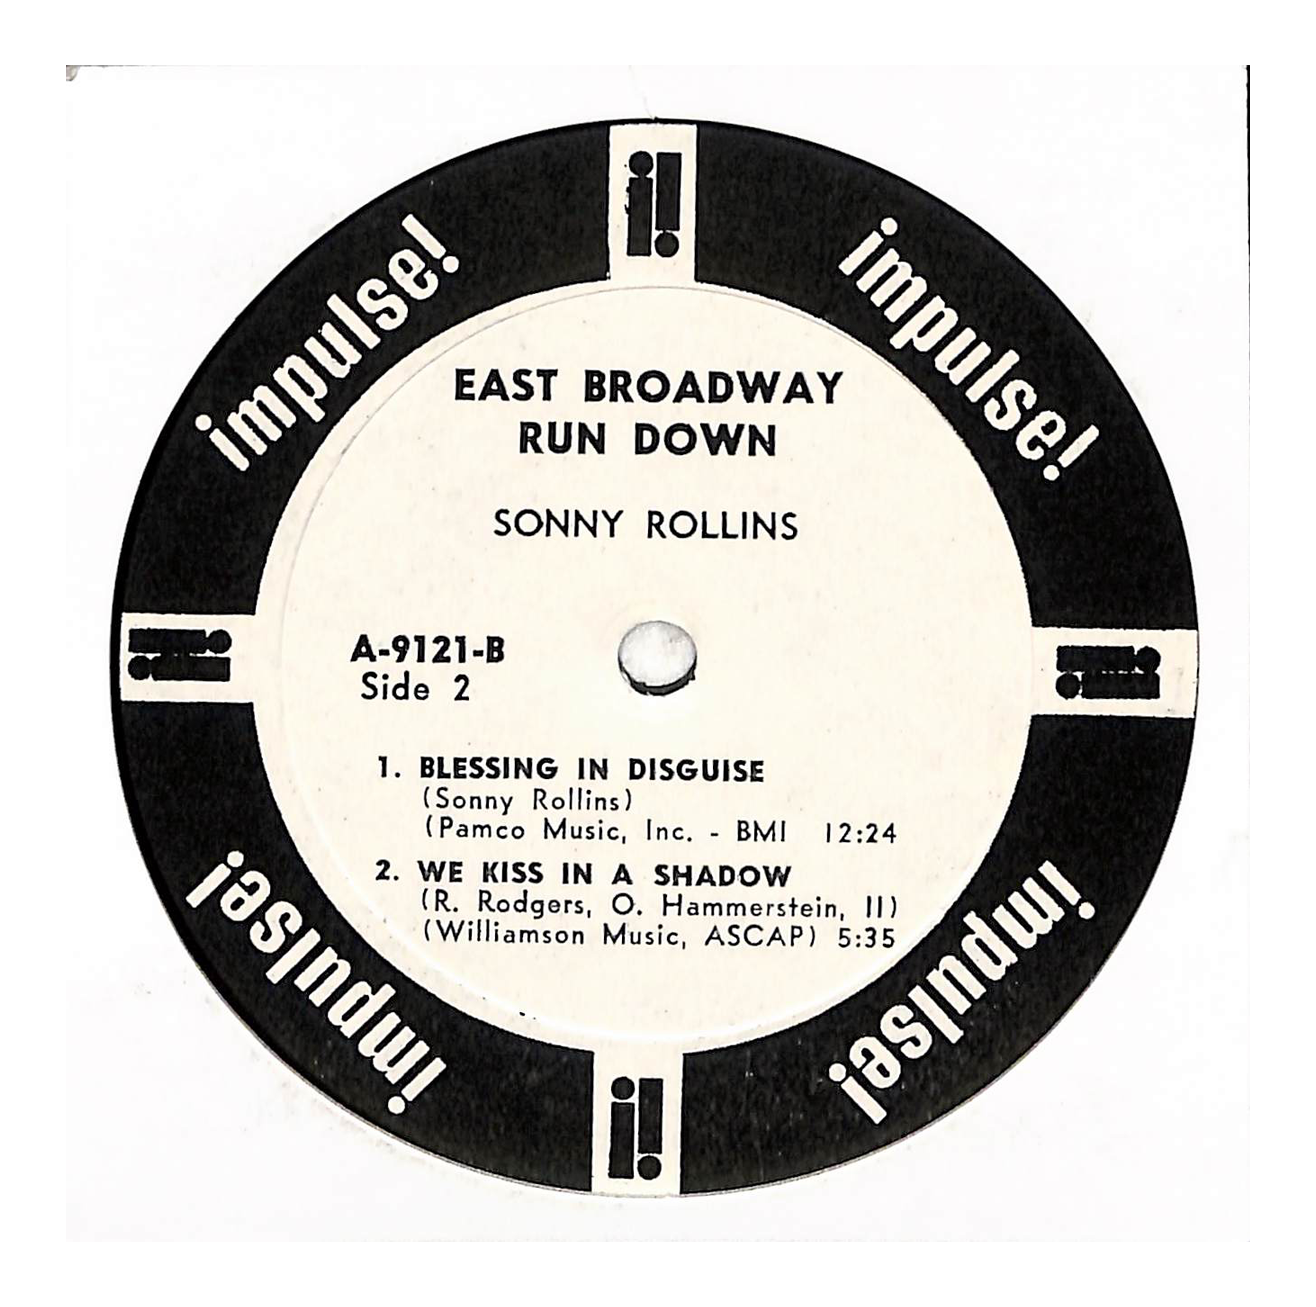 impulse!
impulse!
EAST BROADWAY
RUN DOWN
SONNY ROLLINS
A-9121-B
Side 2
1. BLESSING IN DISGUISE
(Sonny Rollins)
(Pamco Music, Inc. - BMI 12:24
2. WE KISS IN A SHADOW
(R. Rodgers, O. Hammerstein, II)
(Williamson Music, ASCAP) 5:35
impulse!
impulse!